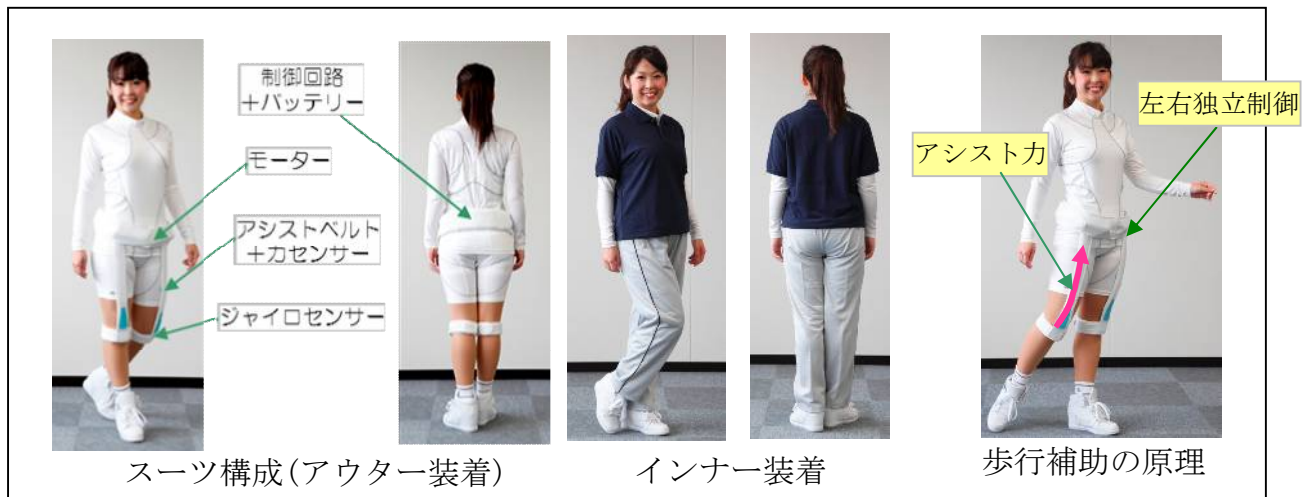 制御回路
＋バッテリー
モーター
アシストベルト
＋力センサー
ジャイロセンサー
アシスト力
左右独立制御
スーツ構成(アウター装着)
インナー装着
歩行補助の原理